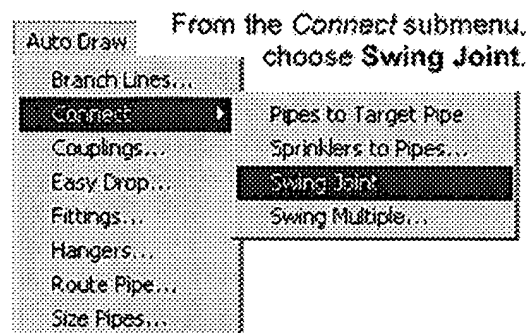 From the Connect submenu,
choose Swing Joint.
Auto Draw
Branch Lines...
Connect
Couplings...
Easy Drop...
Fittings...
Hangers...
Route Pipe...
Size Pipes...
Pipes to Target Pipe
Sprinklers to Pipes...
Swing Joint
Swing Multiple...